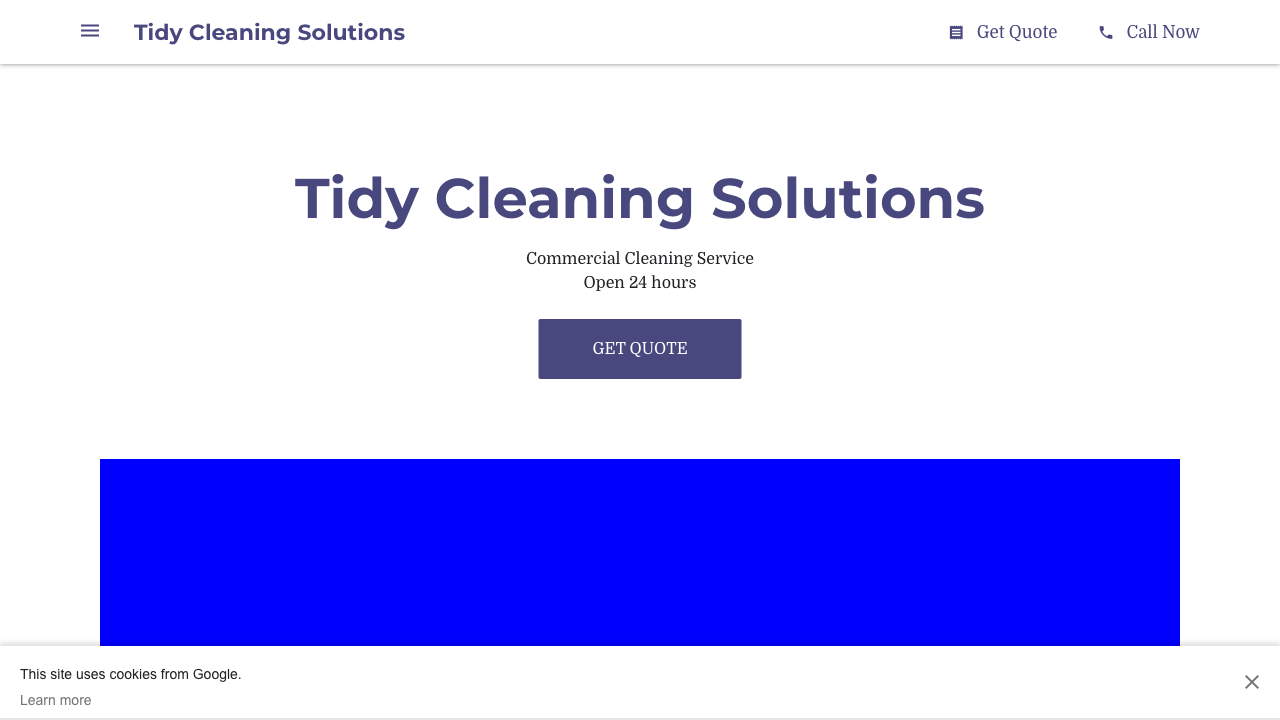 Tidy Cleaning Solutions
Get Quote
Call Now
Tidy Cleaning Solutions
Commercial Cleaning Service
Open 24 hours
GET QUOTE
This site uses cookies from Google.
Learn more